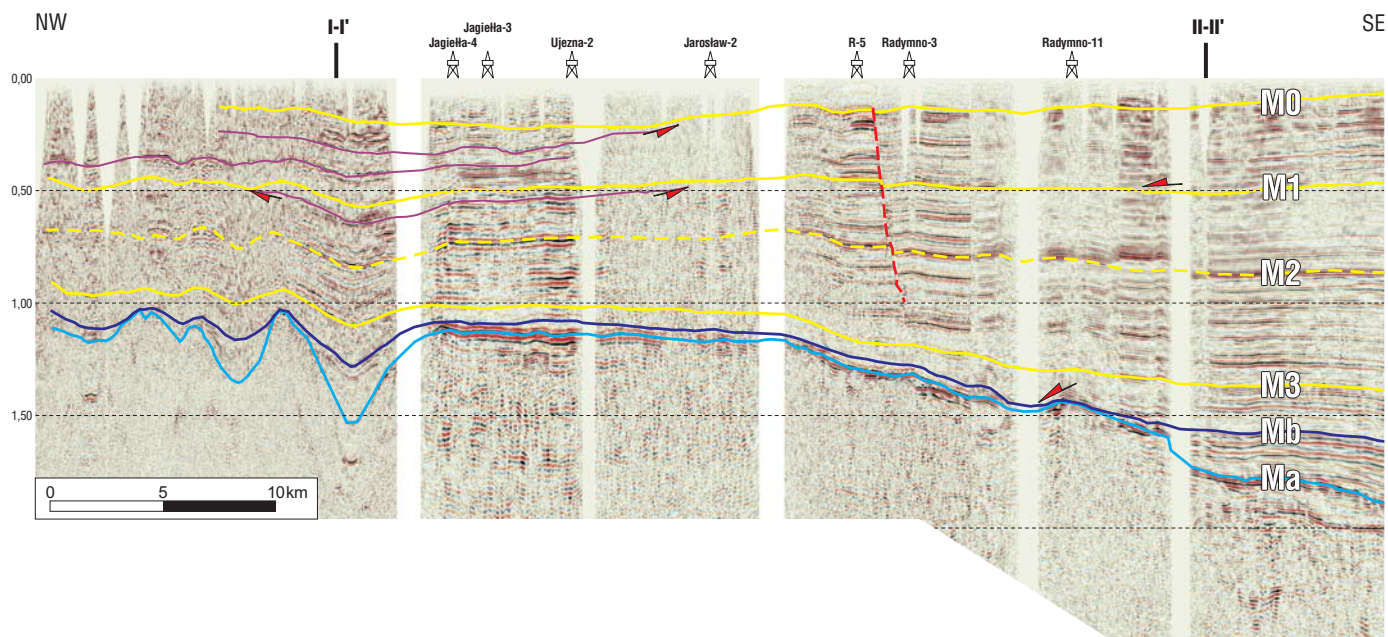 NW
I-I'
Jagiełła-4
Jagiełła-3
Ujezna-2
Jarosław-2
R-5
Radymno-3
Radymno-11
II-II'
SE
0,00
0,50
1,00
1,50
M0
M1
M2
M3
Mb
Ma
0 5 10 km